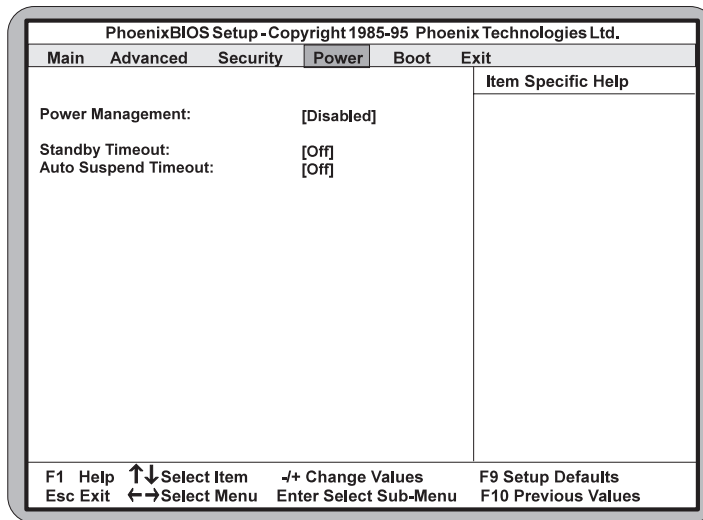 PhoenixBIOS Setup - Copyright 1985-95 Phoenix Technologies Ltd.
Main Advanced Security Power Boot Exit
Item Specific Help
Power Management: [Disabled]
Standby Timeout: [Off]
Auto Suspend Timeout: [Off]
F1 Help ↑↓ Select Item -/+ Change Values F9 Setup Defaults
Esc Exit ←→ Select Menu Enter Select Sub-Menu F10 Previous Values